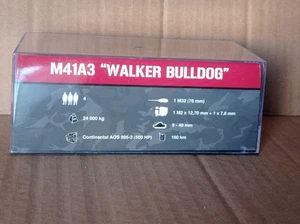 M41A3 "WALKER BULLDOG"
4
1 M32 (76 mm)
24 000 kg
1 M2 x 12,70 mm + 1 x 7,6 mm
9 - 40 mm
Continental AOS 895-3 (500 HP)
160 km